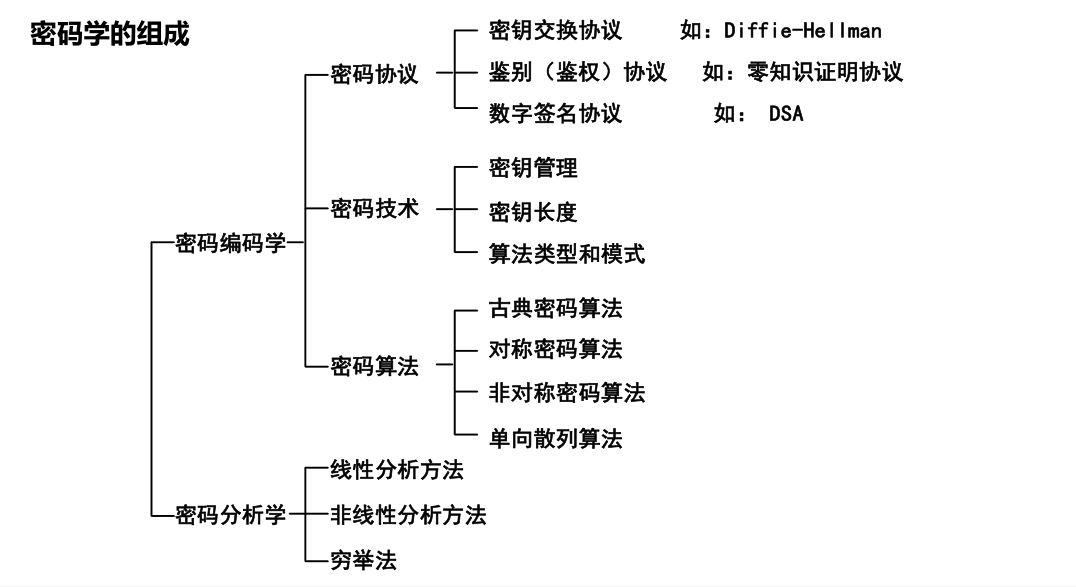 密码学的组成
密码编码学
密码协议
密钥交换协议 如：Diffie-Hellman
鉴别（鉴权）协议 如：零知识证明协议
数字签名协议 如： DSA
密码技术
密钥管理
密钥长度
算法类型和模式
密码算法
古典密码算法
对称密码算法
非对称密码算法
单向散列算法
密码分析学
线性分析方法
非线性分析方法
穷举法